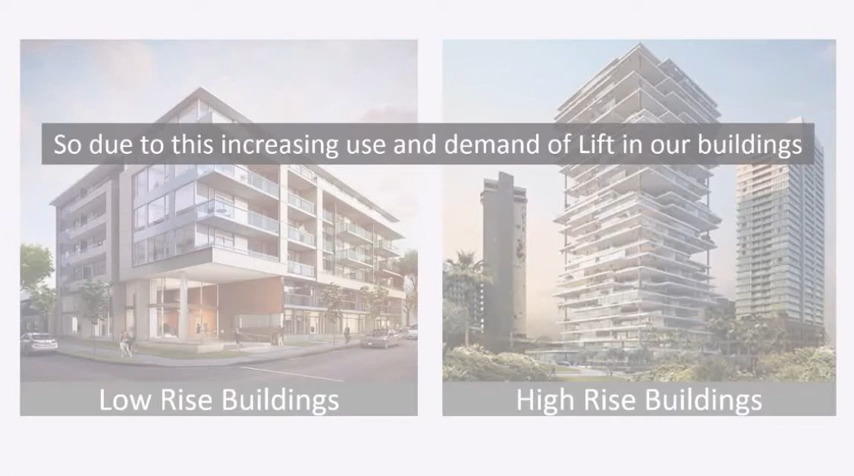 So due to this increasing use and demand of Lift in our buildings
Low Rise Buildings
High Rise Buildings